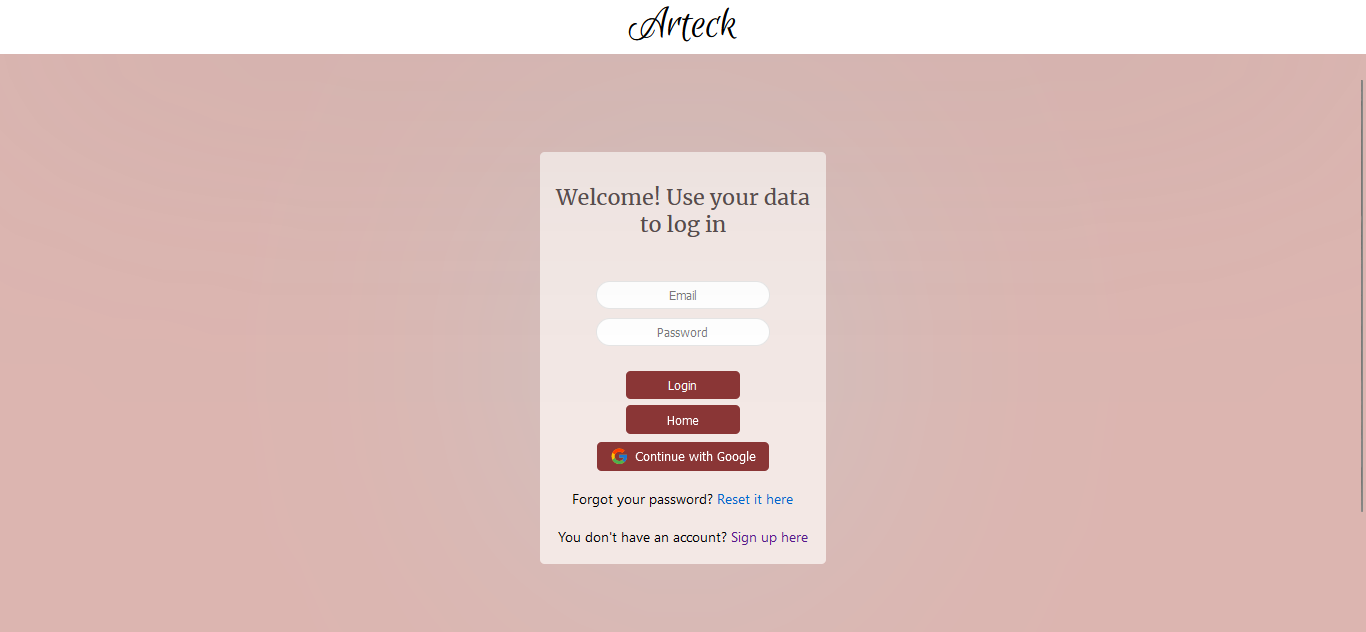 Arteck
Welcome! Use your data
to log in
Email
Password
Login
Home
Continue with Google
Forgot your password? Reset it here
You don't have an account? Sign up here